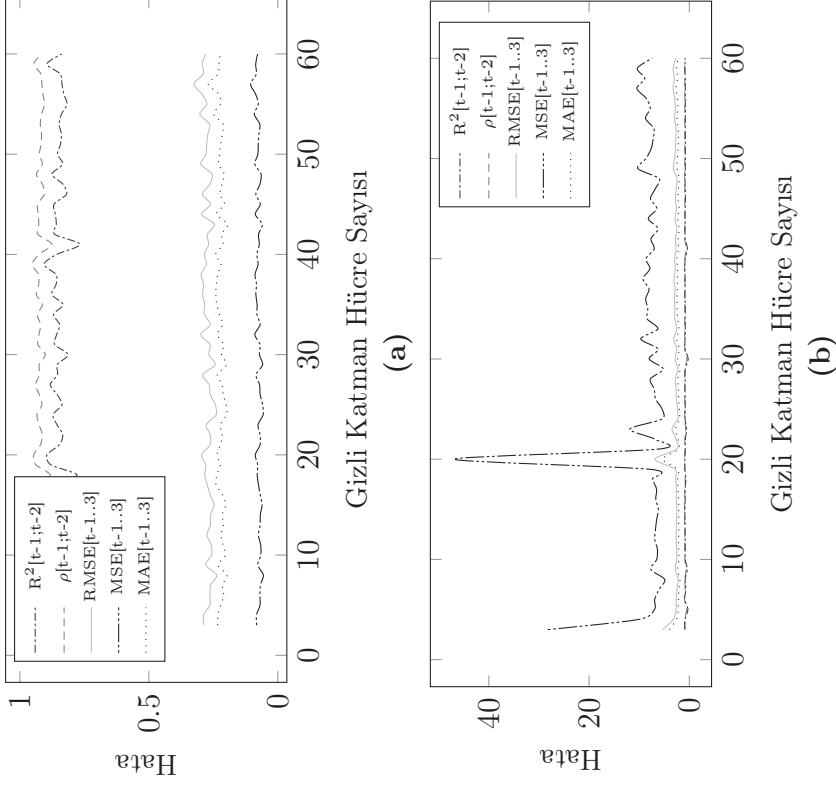 1
0.5
0
Hata
R²[t-1;t-2]
ρ[t-1;t-2]
RMSE[t-1..3]
MSE[t-1..3]
MAE[t-1..3]
0 10 20 30 40 50 60
Gizli Katman Hücre Sayısı
(a)
40
20
0
Hata
R²[t-1;t-2]
ρ[t-1;t-2]
RMSE[t-1..3]
MSE[t-1..3]
MAE[t-1..3]
0 10 20 30 40 50 60
Gizli Katman Hücre Sayısı
(b)